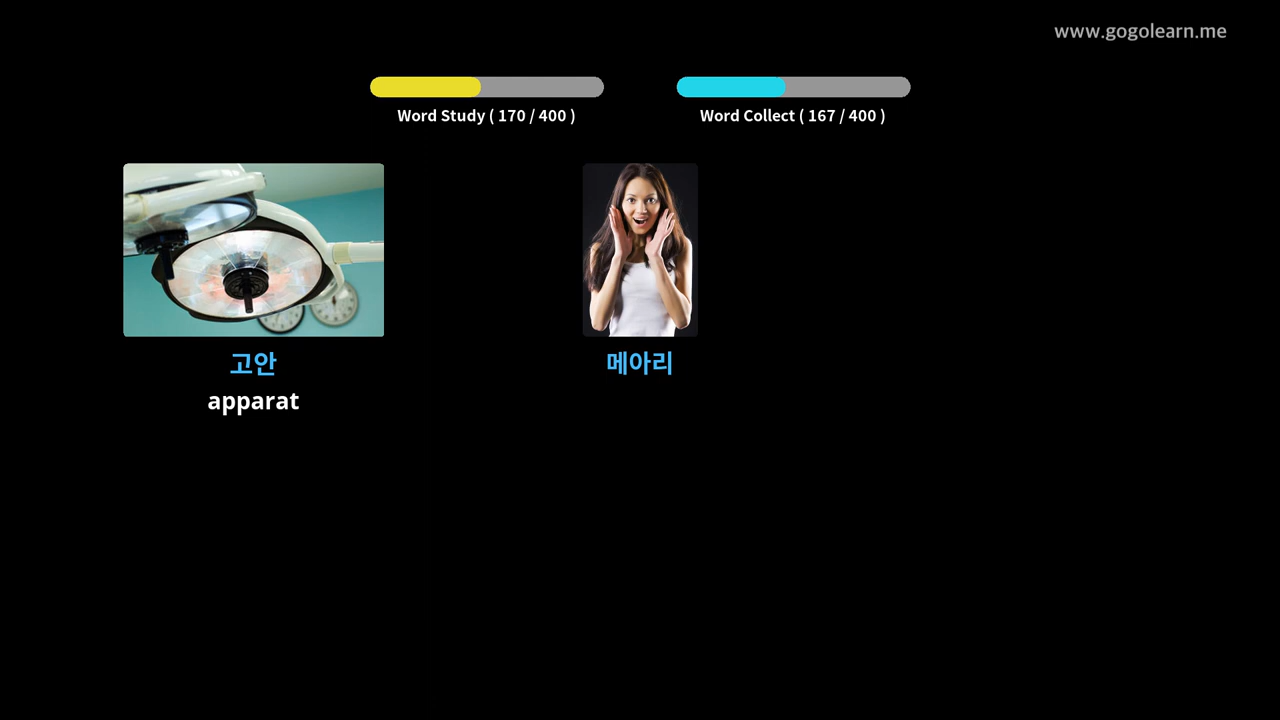 www.gogolearn.me
Word Study ( 170 / 400 )
Word Collect ( 167 / 400 )
고안
apparat
메아리